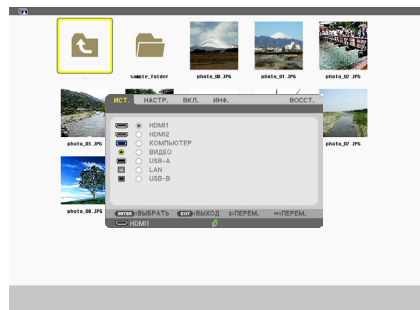 ..
sample_folder
photo_00.JPG
photo_01.JPG
photo_02.JPG
ИСТ. НАСТР. ВКЛ. ИНФ. ВОССТ.
HDMI1
HDMI2
КОМПЬЮТЕР
ВИДЕО
USB-A
LAN
USB-B
photo_03.JPG
photo_07.JPG
photo_08.JPG
ENTER :ВЫБРАТЬ EXIT :ВЫХОД ↕:ПЕРЕМ. ↔:ПЕРЕМ.
HDMI1